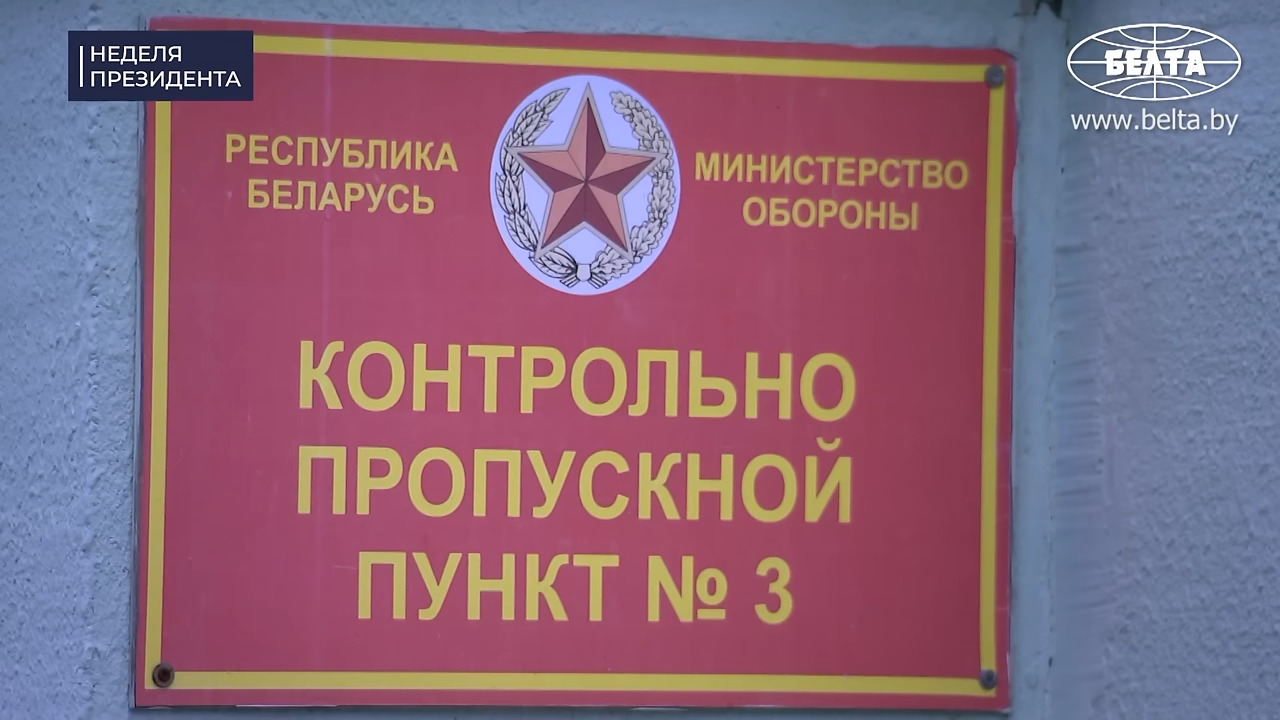 НЕДЕЛЯ
ПРЕЗИДЕНТА
БЕЛТА
www.belta.by
РЕСПУБЛИКА
БЕЛАРУСЬ
МИНИСТЕРСТВО
ОБОРОНЫ
КОНТРОЛЬНО
ПРОПУСКНОЙ
ПУНКТ № 3